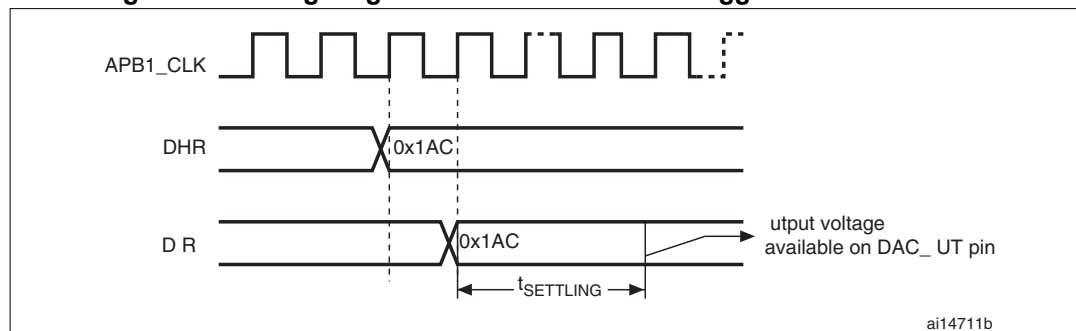 APB1_CLK
DHR
0x1AC
D R
0x1AC
utput voltage
available on DAC_ UT pin
tSETTLING
ai14711b